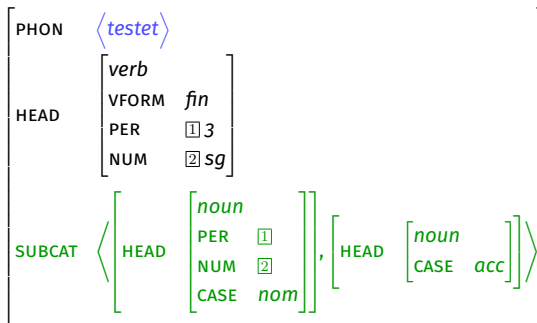 PHON ⟨testet⟩
verb
VFORM fin
HEAD
PER 1 3
NUM 2 sg
noun
PER 1 noun
SUBCAT ⟨ HEAD , HEAD ⟩
NUM 2 CASE acc
CASE nom